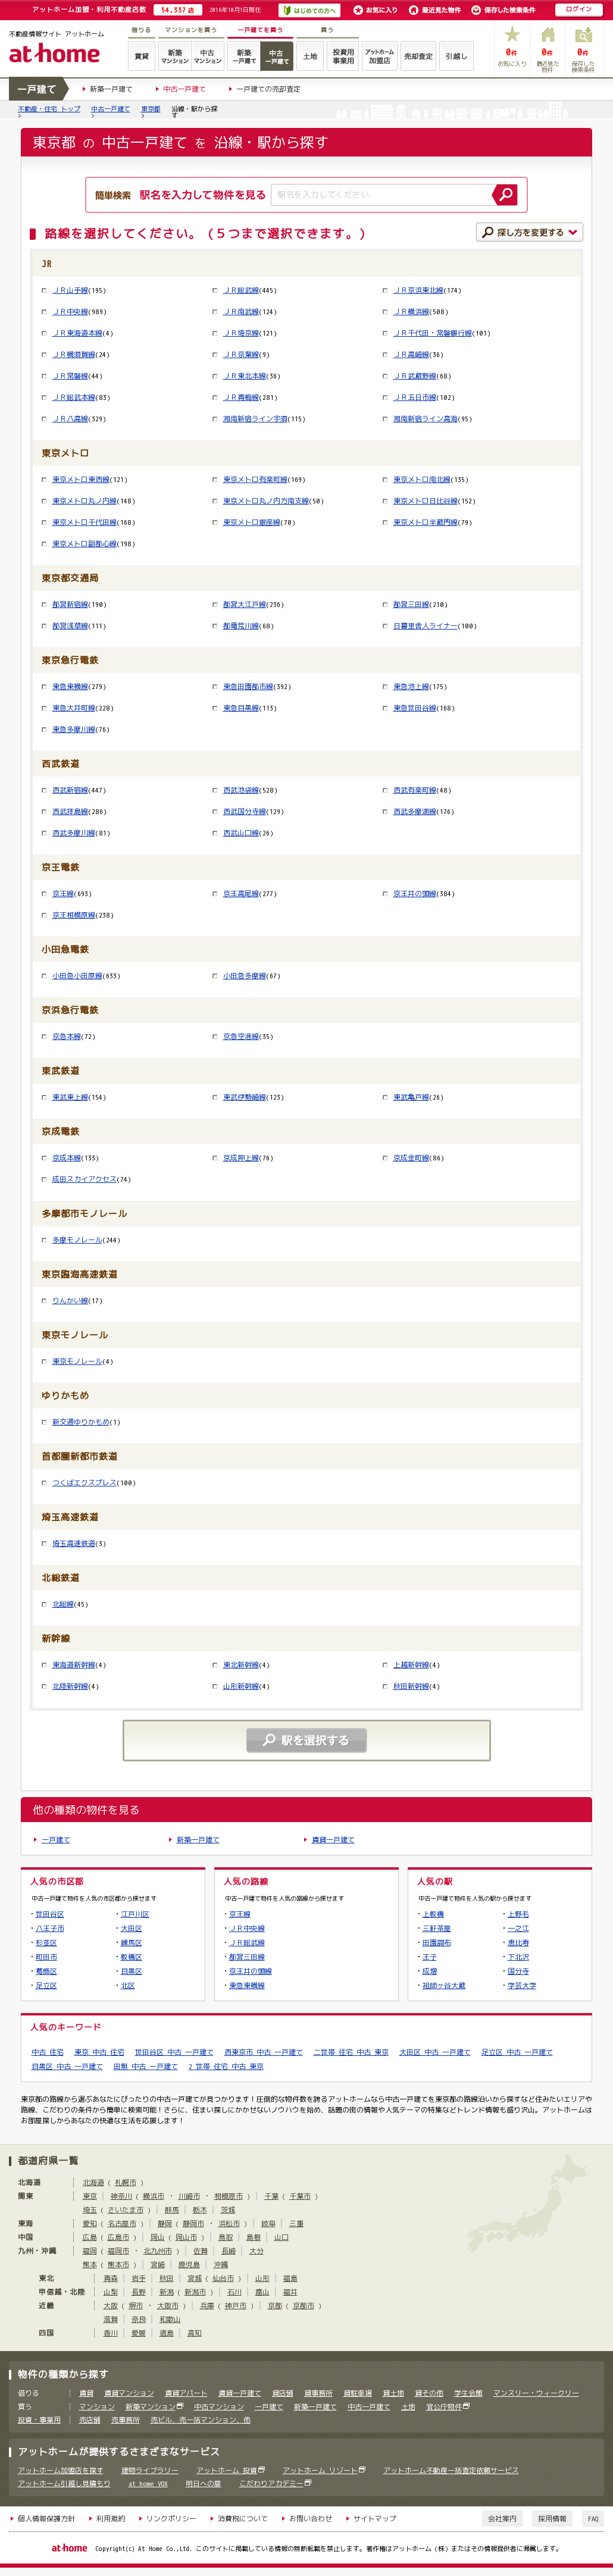 アットホーム加盟・利用不動産店数 54,337店 2016年10月1日現在 はじめての方へ お気に入り 最近見た物件 保存した検索条件 ログイン
不動産情報サイト アットホーム
at home
借りる マンションを買う 一戸建てを買う 買う
賃貸 新築マンション 中古マンション 新築一戸建て 中古一戸建て 土地 投資用事業用 アットホーム加盟店 売却査定 引越し
0件 お気に入り 0件 最近見た物件 0件 保存した検索条件
一戸建て 新築一戸建て 中古一戸建て 一戸建ての売却査定
不動産・住宅 トップ > 中古一戸建て > 東京都 > 沿線・駅から探す
東京都 の 中古一戸建て を 沿線・駅から探す
簡単検索 駅名を入力して物件を見る 駅名を入力してください
路線を選択してください。（５つまで選択できます。） 探し方を変更する
JR
ＪＲ山手線(195) ＪＲ総武線(445) ＪＲ京浜東北線(174)
ＪＲ中央線(989) ＪＲ南武線(124) ＪＲ横浜線(508)
ＪＲ東海道本線(4) ＪＲ埼京線(121) ＪＲ千代田・常磐緩行線(101)
ＪＲ横須賀線(24) ＪＲ京葉線(9) ＪＲ高崎線(36)
ＪＲ常磐線(44) ＪＲ東北本線(36) ＪＲ武蔵野線(68)
ＪＲ総武本線(83) ＪＲ青梅線(281) ＪＲ五日市線(102)
ＪＲ八高線(329) 湘南新宿ライン宇須(115) 湘南新宿ライン高海(95)
東京メトロ
東京メトロ東西線(121) 東京メトロ有楽町線(169) 東京メトロ南北線(135)
東京メトロ丸ノ内線(148) 東京メトロ丸ノ内方南支線(50) 東京メトロ日比谷線(152)
東京メトロ千代田線(168) 東京メトロ銀座線(70) 東京メトロ半蔵門線(79)
東京メトロ副都心線(198)
東京都交通局
都営新宿線(190) 都営大江戸線(236) 都営三田線(210)
都営浅草線(111) 都電荒川線(68) 日暮里舎人ライナー(100)
東京急行電鉄
東急東横線(279) 東急田園都市線(392) 東急池上線(175)
東急大井町線(228) 東急目黒線(113) 東急世田谷線(168)
東急多摩川線(76)
西武鉄道
西武新宿線(447) 西武池袋線(528) 西武有楽町線(48)
西武拝島線(286) 西武国分寺線(129) 西武多摩湖線(176)
西武多摩川線(81) 西武山口線(26)
京王電鉄
京王線(693) 京王高尾線(277) 京王井の頭線(384)
京王相模原線(238)
小田急電鉄
小田急小田原線(633) 小田急多摩線(67)
京浜急行電鉄
京急本線(72) 京急空港線(35)
東武鉄道
東武東上線(154) 東武伊勢崎線(123) 東武亀戸線(26)
京成電鉄
京成本線(133) 京成押上線(76) 京成金町線(86)
成田スカイアクセス(74)
多摩都市モノレール
多摩モノレール(244)
東京臨海高速鉄道
りんかい線(17)
東京モノレール
東京モノレール(4)
ゆりかもめ
新交通ゆりかもめ(1)
首都圏新都市鉄道
つくばエクスプレス(100)
埼玉高速鉄道
埼玉高速鉄道(3)
北総鉄道
北総線(45)
新幹線
東海道新幹線(4) 東北新幹線(4) 上越新幹線(4)
北陸新幹線(4) 山形新幹線(4) 秋田新幹線(4)
駅を選択する
他の種類の物件を見る
一戸建て 新築一戸建て 賃貸一戸建て
人気の市区郡
中古一戸建て物件を人気の市区郡から探せます
・世田谷区 ・江戸川区
・八王子市 ・大田区
・杉並区 ・練馬区
・町田市 ・板橋区
・葛飾区 ・目黒区
・足立区 ・北区
人気の路線
中古一戸建て物件を人気の路線から探せます
・京王線
・ＪＲ中央線
・ＪＲ総武線
・都営三田線
・京王井の頭線
・東急東横線
人気の駅
中古一戸建て物件を人気の駅から探せます
・上板橋 ・上野毛
・三軒茶屋 ・一之江
・田園調布 ・恵比寿
・王子 ・下北沢
・成増 ・国分寺
・祖師ヶ谷大蔵 ・学芸大学
人気のキーワード
中古 住宅 東京 中古 住宅 世田谷区 中古 一戸建て 西東京市 中古 一戸建て 二世帯 住宅 中古 東京 大田区 中古 一戸建て 足立区 中古 一戸建て
目黒区 中古 一戸建て 田無 中古 一戸建て 2 世帯 住宅 中古 東京
東京都の路線から選ぶあなたにぴったりの中古一戸建てが見つかります！圧倒的な物件数を誇るアットホームなら中古一戸建てを東京都の路線沿いから探すなど住みたいエリアや
路線、こだわりの条件から簡単に検索可能！さらに、住まい探しにかかせないノウハウを始め、話題の街の情報や人気テーマの特集などトレンド情報も盛り沢山。アットホームは
お部屋探しからあなたの快適な生活を応援します！
都道府県一覧
北海道 北海道 ( 札幌市 )
関東 東京 神奈川 ( 横浜市 ・ 川崎市 ・ 相模原市 ) 千葉 ( 千葉市 )
埼玉 ( さいたま市 ) 群馬 栃木 茨城
東海 愛知 ( 名古屋市 ) 静岡 ( 静岡市 ・ 浜松市 ) 岐阜 三重
中国 広島 ( 広島市 ) 岡山 ( 岡山市 ) 鳥取 島根 山口
九州・沖縄 福岡 ( 福岡市 ・ 北九州市 ) 佐賀 長崎 大分
熊本 ( 熊本市 ) 宮崎 鹿児島 沖縄
東北 青森 岩手 秋田 宮城 ( 仙台市 ) 山形 福島
甲信越・北陸 山梨 長野 新潟 ( 新潟市 ) 石川 富山 福井
近畿 大阪 ( 堺市 ・ 大阪市 ) 兵庫 ( 神戸市 ) 京都 ( 京都市 )
滋賀 奈良 和歌山
四国 香川 愛媛 徳島 高知
物件の種類から探す
借りる 賃貸 賃貸マンション 賃貸アパート 賃貸一戸建て 貸店舗 貸事務所 貸駐車場 貸土地 貸その他 学生会館 マンスリー・ウィークリー
買う マンション 新築マンション 中古マンション 一戸建て 新築一戸建て 中古一戸建て 土地 官公庁物件
投資・事業用 売店舗 売事務所 売ビル、売一括マンション、他
アットホームが提供するさまざまなサービス
アットホーム加盟店を探す 建物ライブラリー アットホーム 投資 アットホーム リゾート アットホーム不動産一括査定依頼サービス
アットホーム引越し見積もり at home VOX 明日への扉 こだわりアカデミー
個人情報保護方針 利用規約 リンクポリシー 消費税について お問い合わせ サイトマップ 会社案内 採用情報 FAQ
at home Copyright(c) At Home Co.,Ltd. このサイトに掲載している情報の無断転載を禁止します。著作権はアットホーム（株）またはその情報提供者に帰属します。